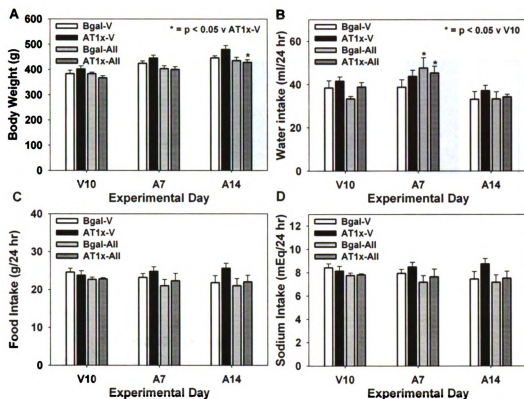 A
Bgal-V
AT1x-V
Bgal-AII
AT1x-AII
* = p < 0.05 v AT1x-V
Body Weight (g)
600
500
400
300
200
100
0
*
V10
A7
A14
Experimental Day
B
Bgal-V
AT1x-V
Bgal-AII
AT1x-AII
* = p < 0.05 v V10
Water intake (ml/24 hr)
80
60
40
20
0
*
*
V10
A7
A14
Experimental Day
C
Bgal-V
AT1x-V
Bgal-AII
AT1x-AII
Food Intake (g/24 hr)
40
30
20
10
0
V10
A7
A14
Experimental Day
D
Bgal-V
AT1x-V
Bgal-AII
AT1x-AII
Sodium Intake (mEq/24 hr)
14
12
10
8
6
4
2
0
V10
A7
A14
Experimental Day